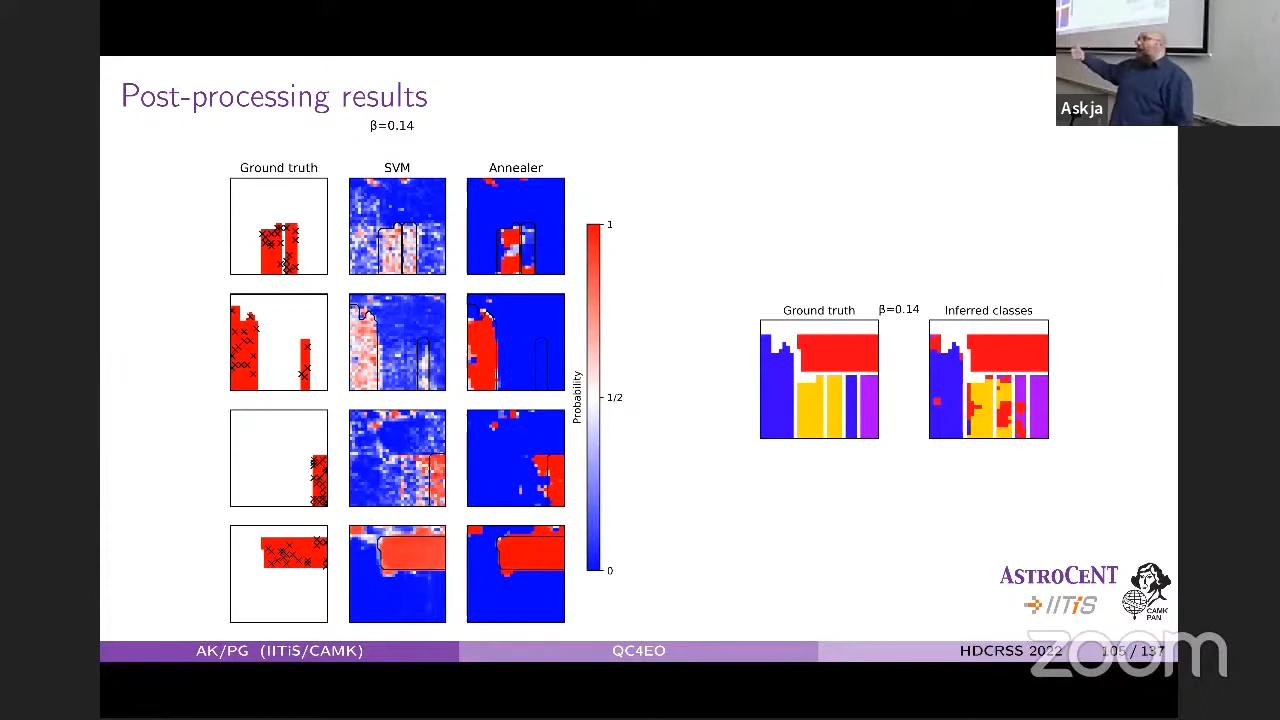 Askja
Post-processing results
β=0.14
Ground truth
SVM
Annealer
1
1/2
0
Probability
Ground truth
β=0.14
Inferred classes
ASTROCENT
IITiS
CAMK
PAN
AK/PG (IITiS/CAMK)
QC4EO
HDCRSS 2022
105 / 137
zoom